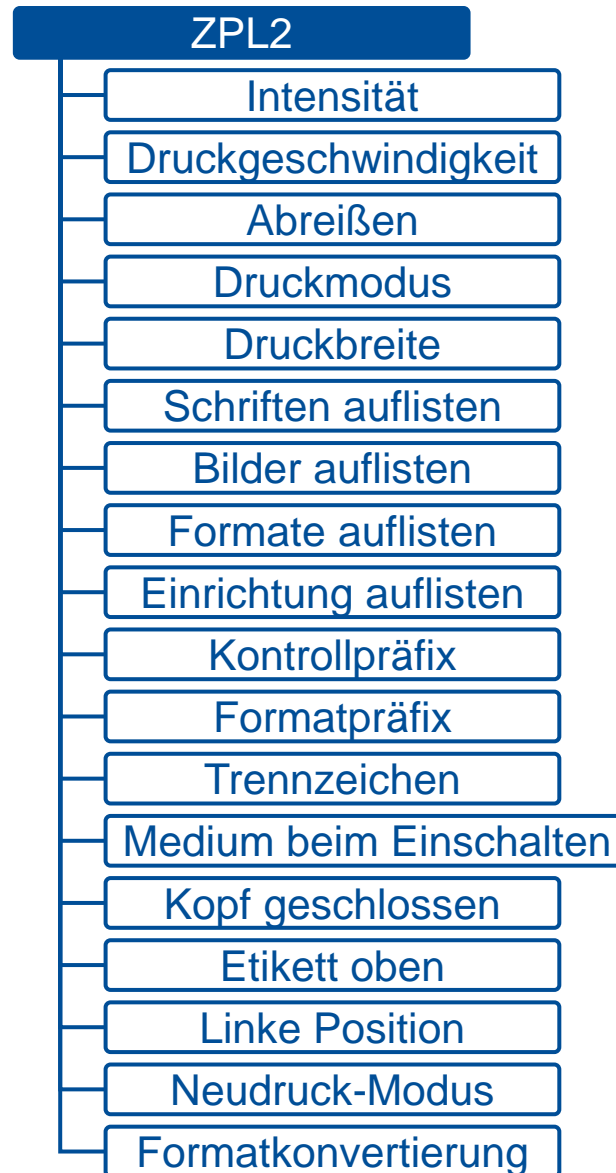 ZPL2
Intensität
Druckgeschwindigkeit
Abreißen
Druckmodus
Druckbreite
Schriften auflisten
Bilder auflisten
Formate auflisten
Einrichtung auflisten
Kontrollpräfix
Formatpräfix
Trennzeichen
Medium beim Einschalten
Kopf geschlossen
Etikett oben
Linke Position
Neudruck-Modus
Formatkonvertierung